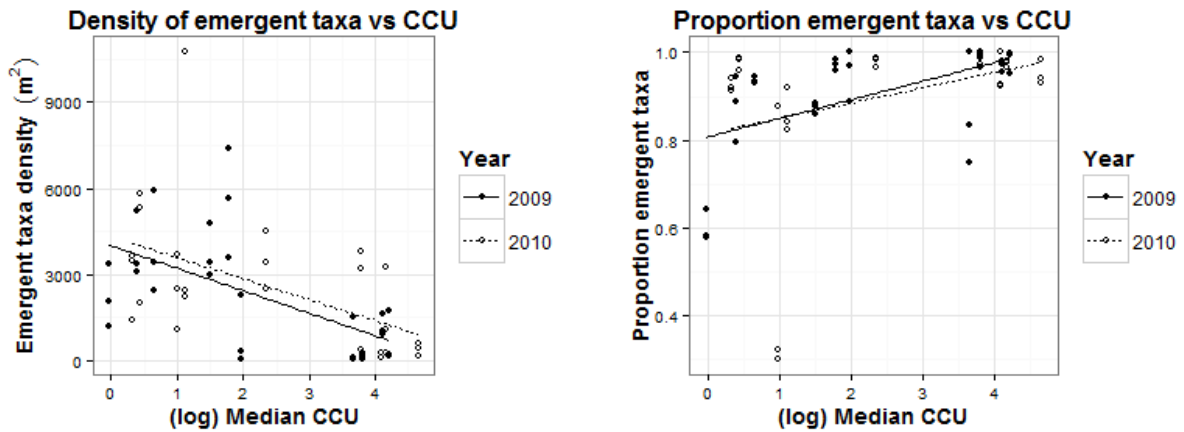 Density of emergent taxa vs CCU
Emergent taxa density (m²)
9000
6000
3000
0
0 1 2 3 4
(log) Median CCU
Year
2009
2010
Proportion emergent taxa vs CCU
Proportion emergent taxa
1.0
0.8
0.6
0.4
0 1 2 3 4
(log) Median CCU
Year
2009
2010